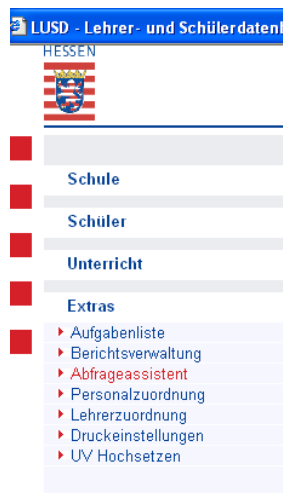 LUSD - Lehrer- und Schülerdaten
HESSEN
Schule
Schüler
Unterricht
Extras
Aufgabenliste
Berichtsverwaltung
Abfrageassistent
Personalzuordnung
Lehrerzuordnung
Druckeinstellungen
UV Hochsetzen